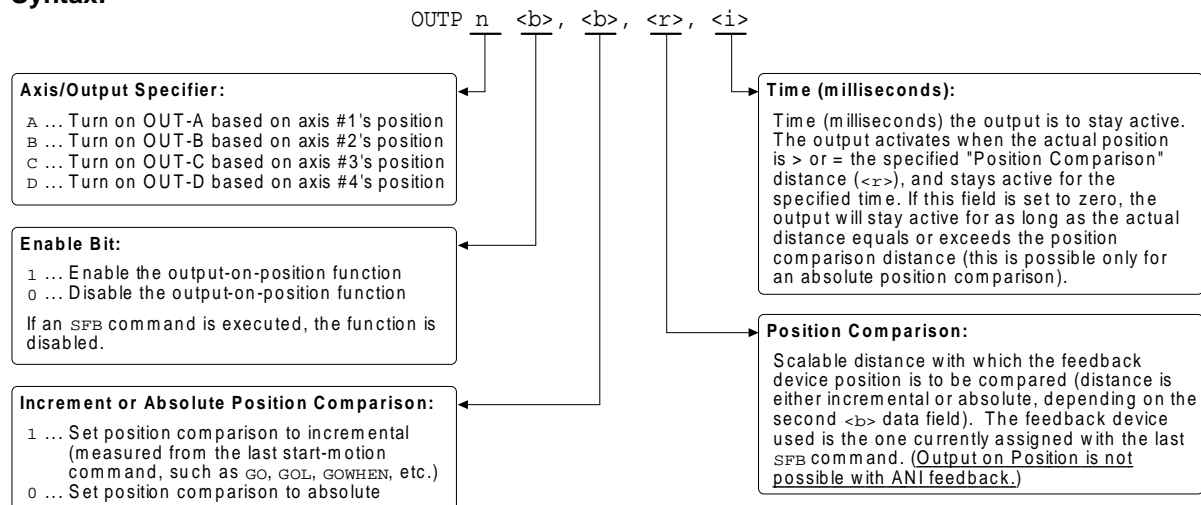 Syntax:
OUTP n <b>, <b>, <r>, <i>
Axis/Output Specifier:
A ... Turn on OUT-A based on axis #1's position
B ... Turn on OUT-B based on axis #2's position
C ... Turn on OUT-C based on axis #3's position
D ... Turn on OUT-D based on axis #4's position
Enable Bit:
1 ... Enable the output-on-position function
0 ... Disable the output-on-position function
If an SFB command is executed, the function is
disabled.
Increment or Absolute Position Comparison:
1 ... Set position comparison to incremental
(measured from the last start-motion
command, such as GO, GOL, GOWHEN, etc.)
0 ... Set position comparison to absolute
Time (milliseconds):
Time (milliseconds) the output is to stay active.
The output activates when the actual position
is > or = the specified "Position Comparison"
distance (<r>), and stays active for the
specified time. If this field is set to zero, the
output will stay active for as long as the actual
distance equals or exceeds the position
comparison distance (this is possible only for
an absolute position comparison).
Position Comparison:
Scalable distance with which the feedback
device position is to be compared (distance is
either incremental or absolute, depending on the
second <b> data field). The feedback device
used is the one currently assigned with the last
SFB command. (Output on Position is not
possible with ANI feedback.)